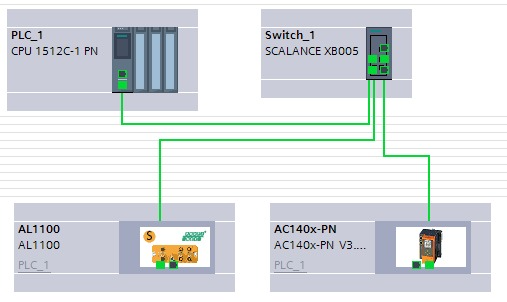 PLC_1
CPU 1512C-1 PN
Switch_1
SCALANCE XB005
AL1100
AL1100
PLC_1
S
AC140x-PN
AC140x-PN V3....
PLC_1